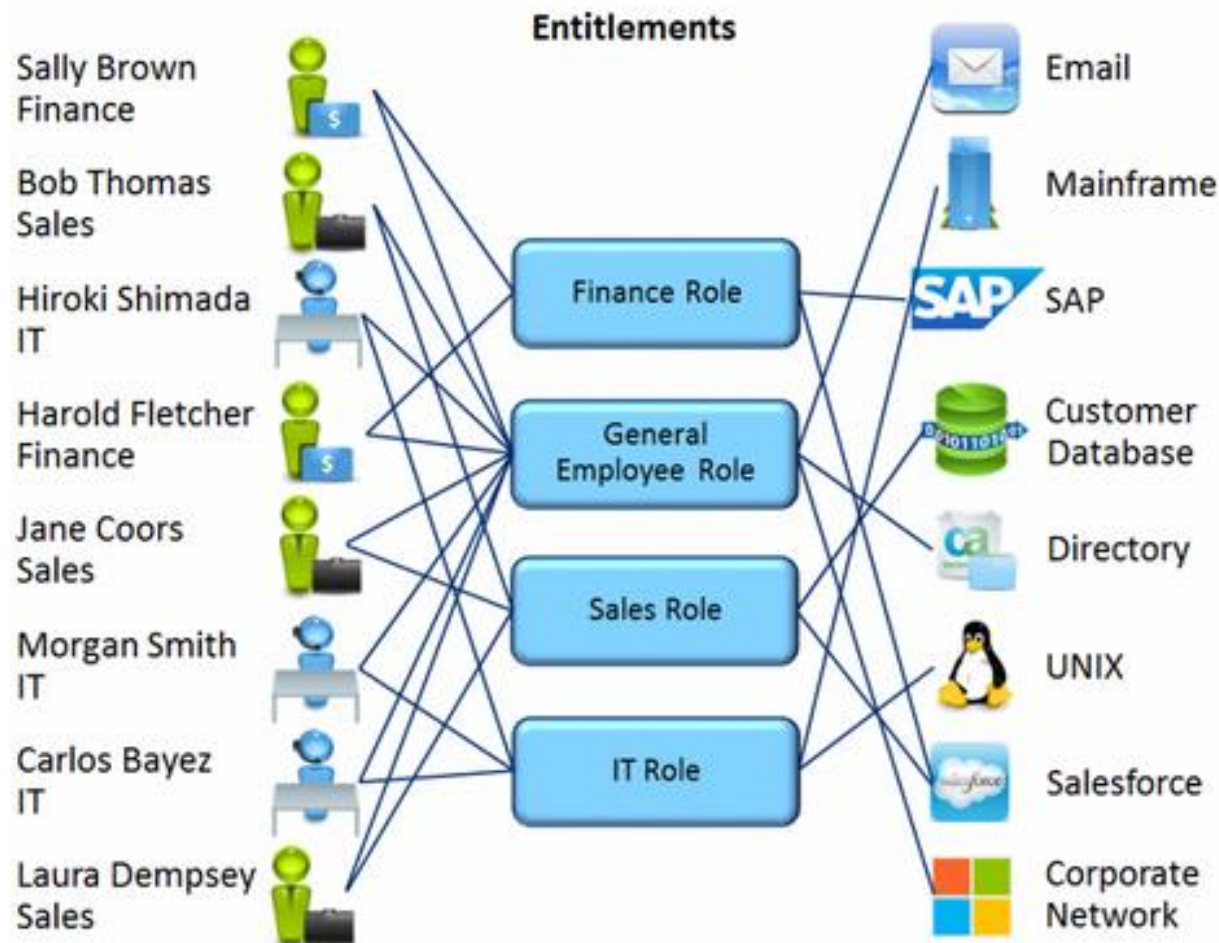 Entitlements
Sally Brown
Finance
Bob Thomas
Sales
Hiroki Shimada
IT
Harold Fletcher
Finance
Jane Coors
Sales
Morgan Smith
IT
Carlos Bayez
IT
Laura Dempsey
Sales
$
$
Finance Role
General
Employee Role
Sales Role
IT Role
Email
Mainframe
SAP
SAP
Customer
Database
ca
Directory
UNIX
salesforce
Salesforce
Corporate
Network